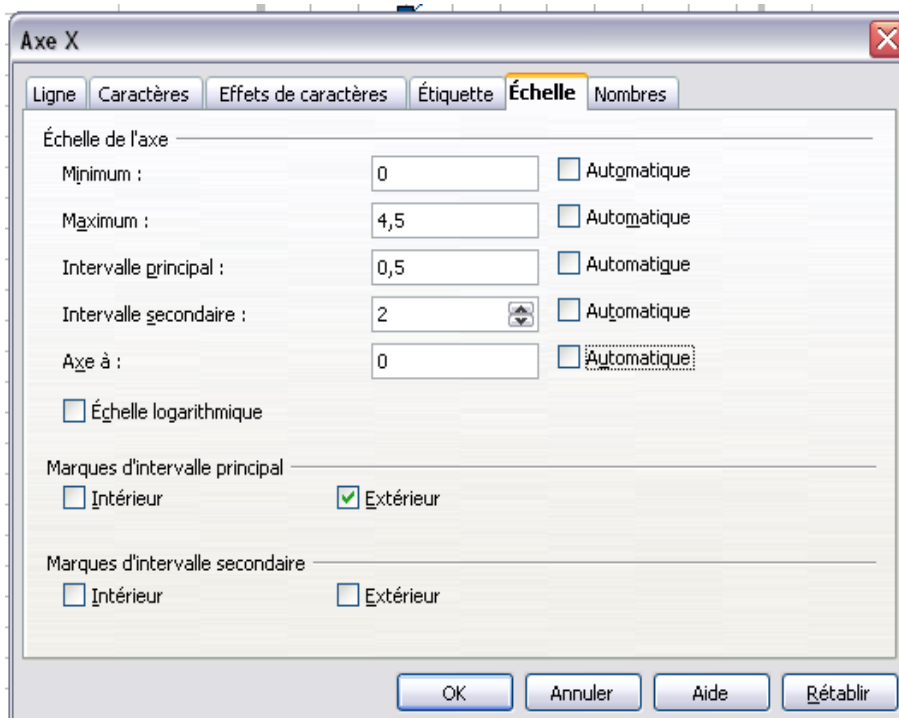 Axe X
Ligne Caractères Effets de caractères Étiquette Échelle Nombres
Échelle de l'axe
Minimum : 0 Automatique
Maximum : 4,5 Automatique
Intervalle principal : 0,5 Automatique
Intervalle secondaire : 2 Automatique
Axe à : 0 Automatique
Échelle logarithmique
Marques d'intervalle principal
Intérieur Extérieur
Marques d'intervalle secondaire
Intérieur Extérieur
OK Annuler Aide Rétablir